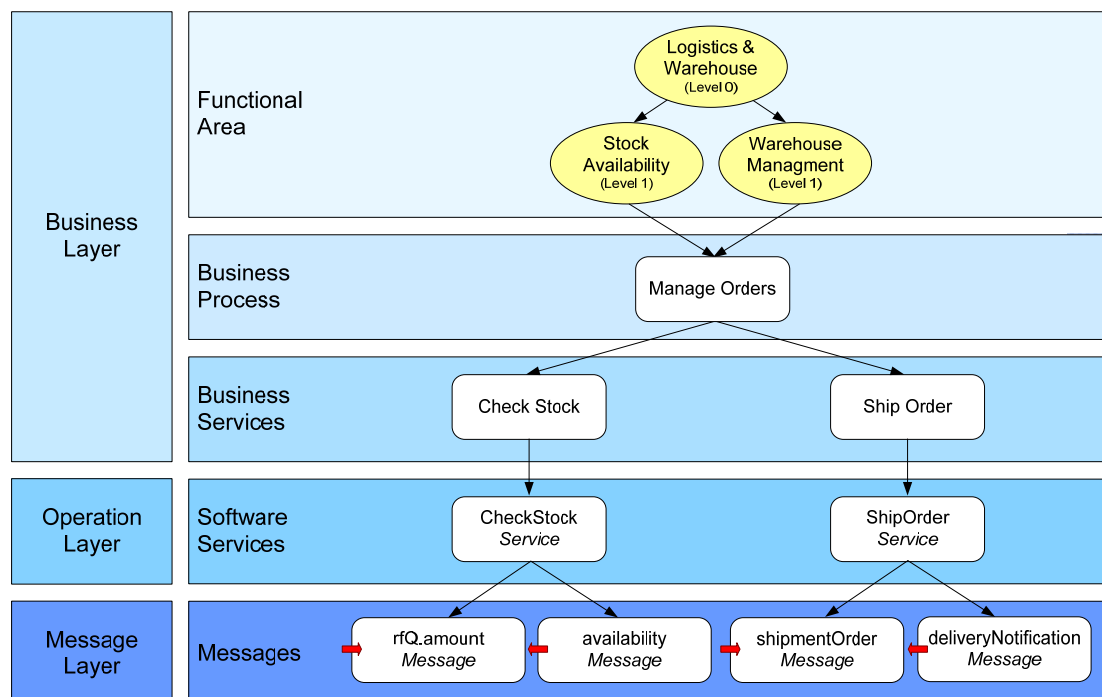 Business
Layer
Functional
Area
Logistics &
Warehouse
(Level 0)
Stock
Availability
(Level 1)
Warehouse
Managment
(Level 1)
Business
Process
Manage Orders
Business
Services
Check Stock
Ship Order
Operation
Layer
Software
Services
CheckStock
Service
ShipOrder
Service
Message
Layer
Messages
rfQ.amount
Message
availability
Message
shipmentOrder
Message
deliveryNotification
Message